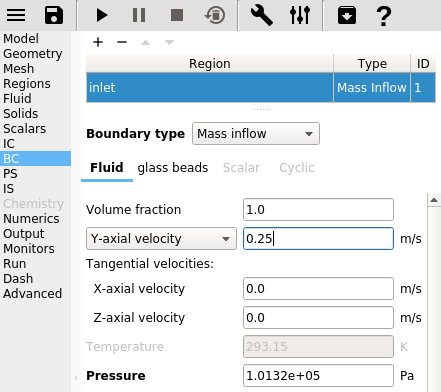 Model
Geometry
Mesh
Regions
Fluid
Solids
Scalars
IC
BC
PS
IS
Chemistry
Numerics
Output
Monitors
Run
Dash
Advanced
Region Type ID
inlet Mass Inflow 1
Boundary type Mass inflow
Fluid glass beads Scalar Cyclic
Volume fraction 1.0
Y-axial velocity 0.25 m/s
Tangential velocities:
X-axial velocity 0.0 m/s
Z-axial velocity 0.0 m/s
Temperature 293.15 K
Pressure 1.0132e+05 Pa